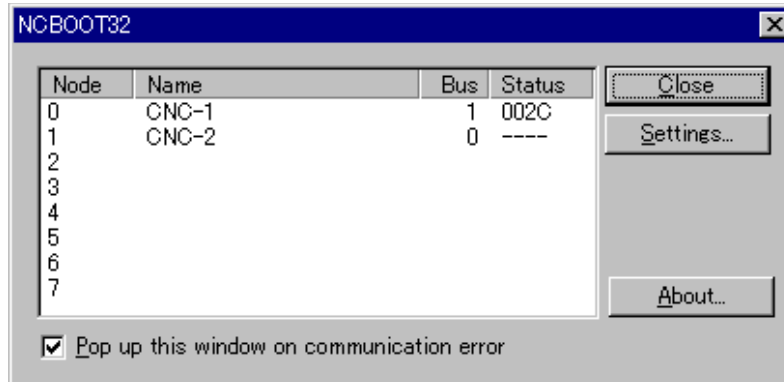 NCBOOT32
Node Name Bus Status
0 CNC-1 1 002C
1 CNC-2 0 ----
2
3
4
5
6
7
Close
Settings...
About...
Pop up this window on communication error